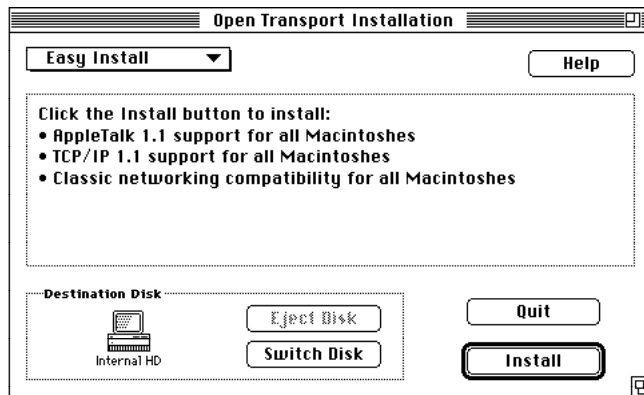 Open Transport Installation
Easy Install
Help
Click the Install button to install:
• AppleTalk 1.1 support for all Macintoshes
• TCP/IP 1.1 support for all Macintoshes
• Classic networking compatibility for all Macintoshes
Destination Disk
Internal HD
Eject Disk
Switch Disk
Quit
Install